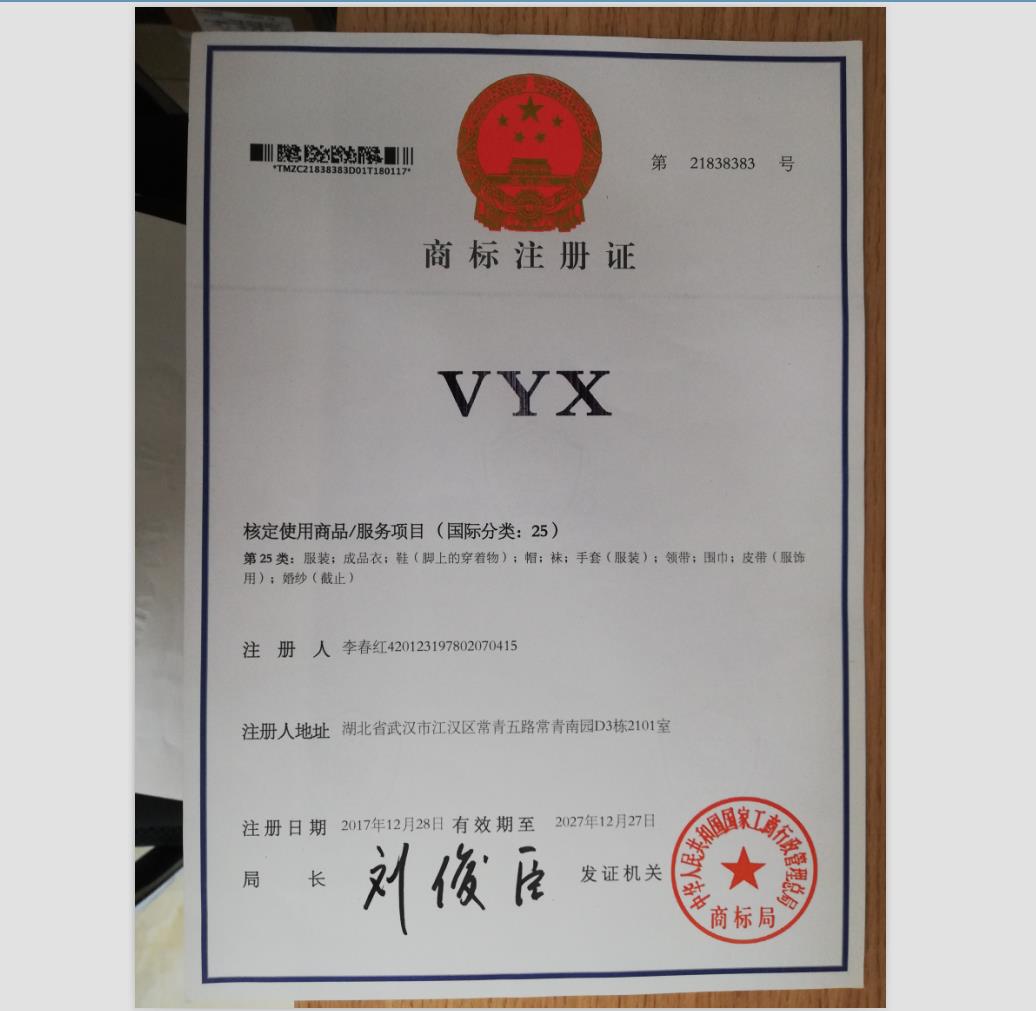 *TMZC21838383D01T180117*
第 21838383 号
商标注册证
VYX
核定使用商品/服务项目（国际分类：25）
第25类：服装；成品衣；鞋（脚上的穿着物）；帽；袜；手套（服装）；领带；围巾；皮带（服饰
用）；婚纱（截止）
注 册 人 李春红420123197802070415
注册人地址 湖北省武汉市江汉区常青五路常青南园D3栋2101室
注册日期 2017年12月28日 有效期至 2027年12月27日
局 长 刘俊臣 发证机关
中华人民共和国国家工商行政管理总局
商标局